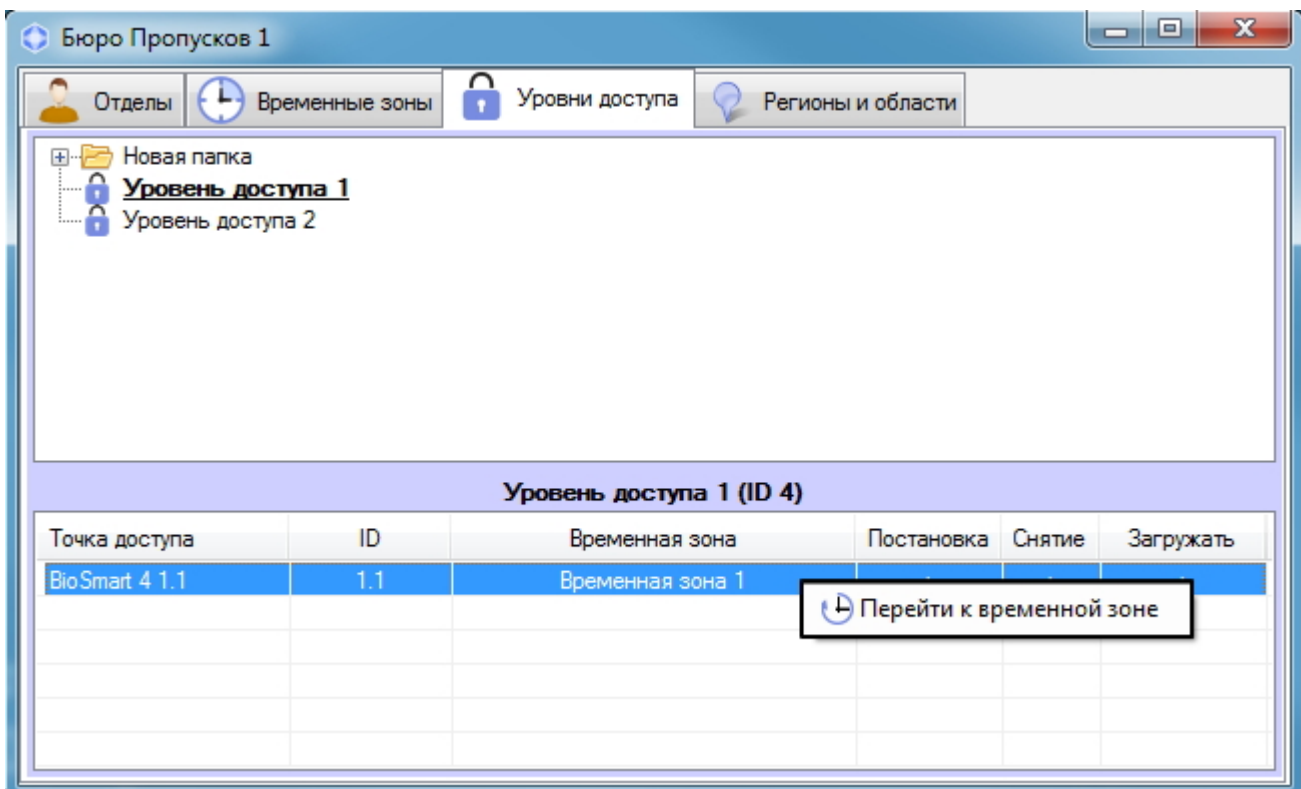 Бюро Пропусков 1
Отделы Временные зоны Уровни доступа Регионы и области
Новая папка
Уровень доступа 1
Уровень доступа 2
Уровень доступа 1 (ID 4)
Точка доступа ID Временная зона Постановка Снятие Загружать
BioSmart 4 1.1 1.1 Временная зона 1
Перейти к временной зоне